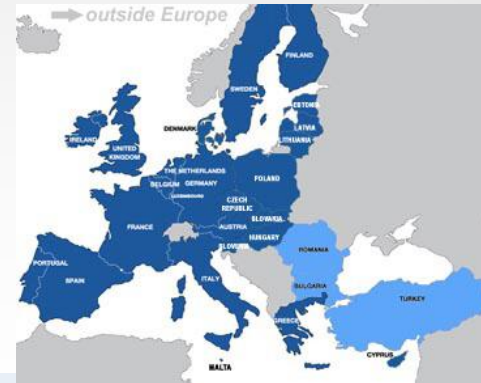 outside Europe
FINLAND
SWEDEN
ESTONIA
LATVIA
DENMARK
LITHUANIA
IRELAND
UNITED
KINGDOM
THE NETHERLANDS
BELGIUM
GERMANY
POLAND
LUXEMBOURG
CZECH
REPUBLIC
SLOVAKIA
FRANCE
AUSTRIA
HUNGARY
SLOVENIA
ROMANIA
PORTUGAL
SPAIN
ITALY
BULGARIA
TURKEY
GREECE
MALTA
CYPRUS